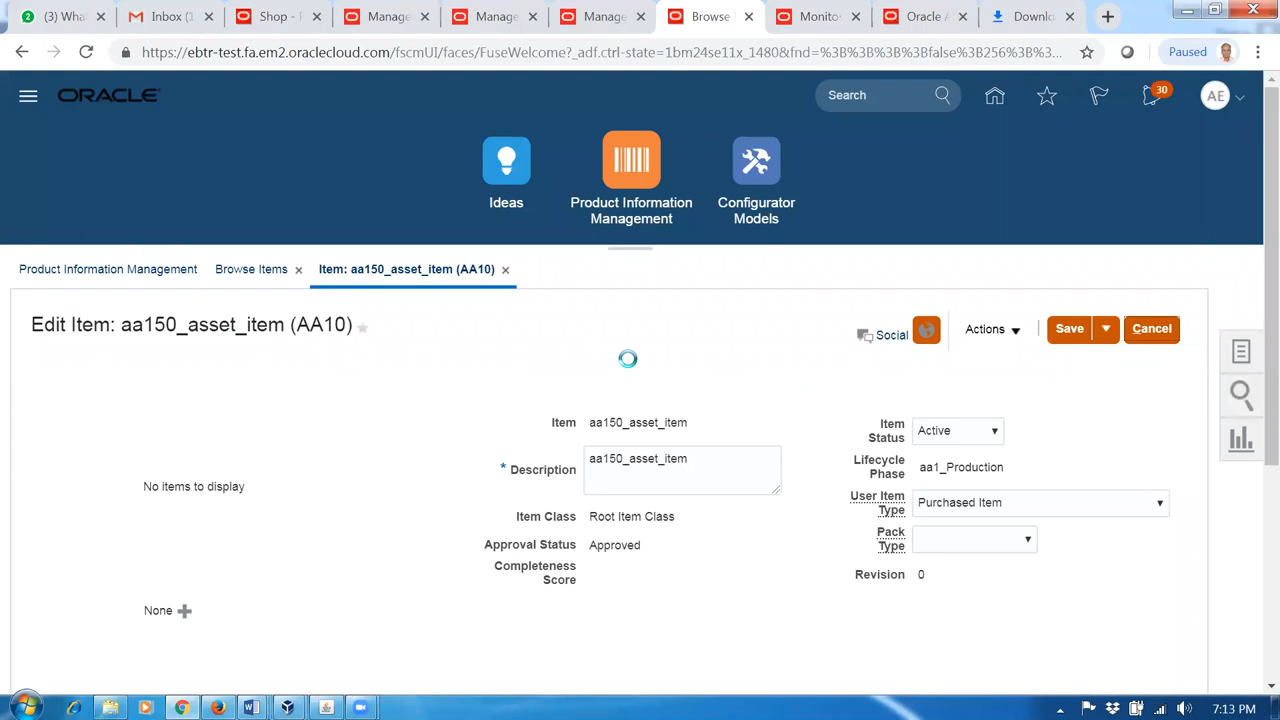 (3) Wha
Inbox
Shop -
Manage
Manage
Manage
Browse
Monito
Oracle
Downlo
https://ebtr-test.fa.em2.oraclecloud.com/fscmUI/faces/FuseWelcome?_adf.ctrl-state=1bm24se11x_1480&fnd=%3B%3B%3B%3Bfalse%3B256%3B%3B%3...
Paused
ORACLE
Search
30
AE
Ideas
Product Information
Management
Configurator
Models
Product Information Management
Browse Items
Item: aa150_asset_item (AA10)
Edit Item: aa150_asset_item (AA10)
Social
Actions
Save
Cancel
Item aa150_asset_item
* Description aa150_asset_item
Item Class Root Item Class
Approval Status Approved
Completeness
Score
Item
Status
Active
Lifecycle
Phase
aa1_Production
User Item
Type
Purchased Item
Pack
Type
Revision 0
No items to display
None
7:13 PM